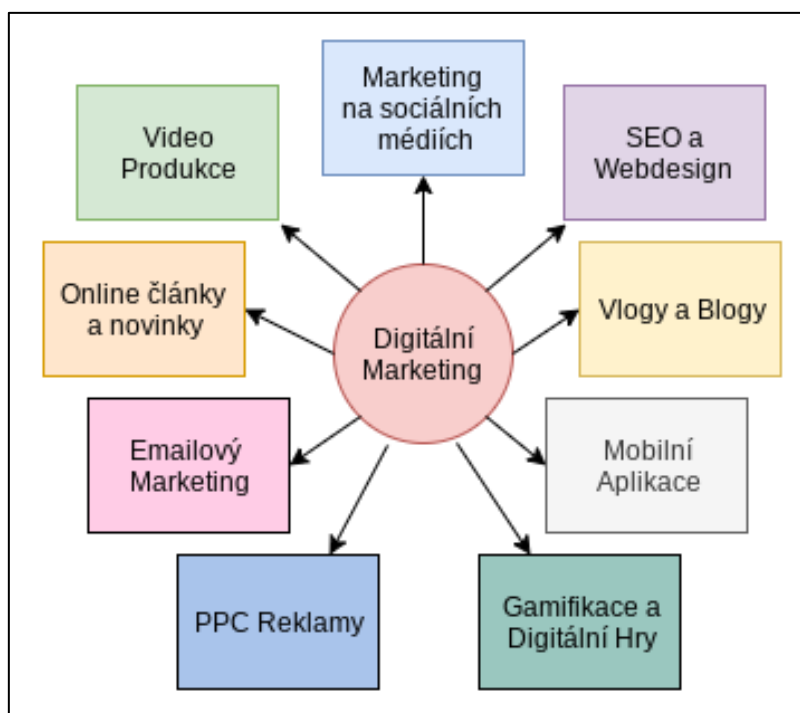 Marketing
na sociálních
médiích
Video
Produkce
SEO a
Webdesign
Online články
a novinky
Digitální
Marketing
Vlogy a Blogy
Emailový
Marketing
Mobilní
Aplikace
PPC Reklamy
Gamifikace a
Digitální Hry